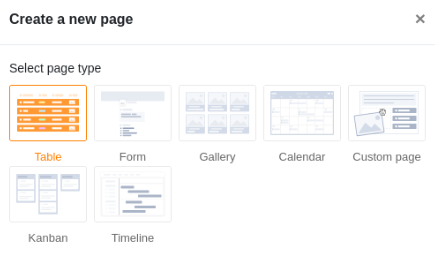 Create a new page ×
Select page type
Table Form Gallery Calendar Custom page
Kanban Timeline